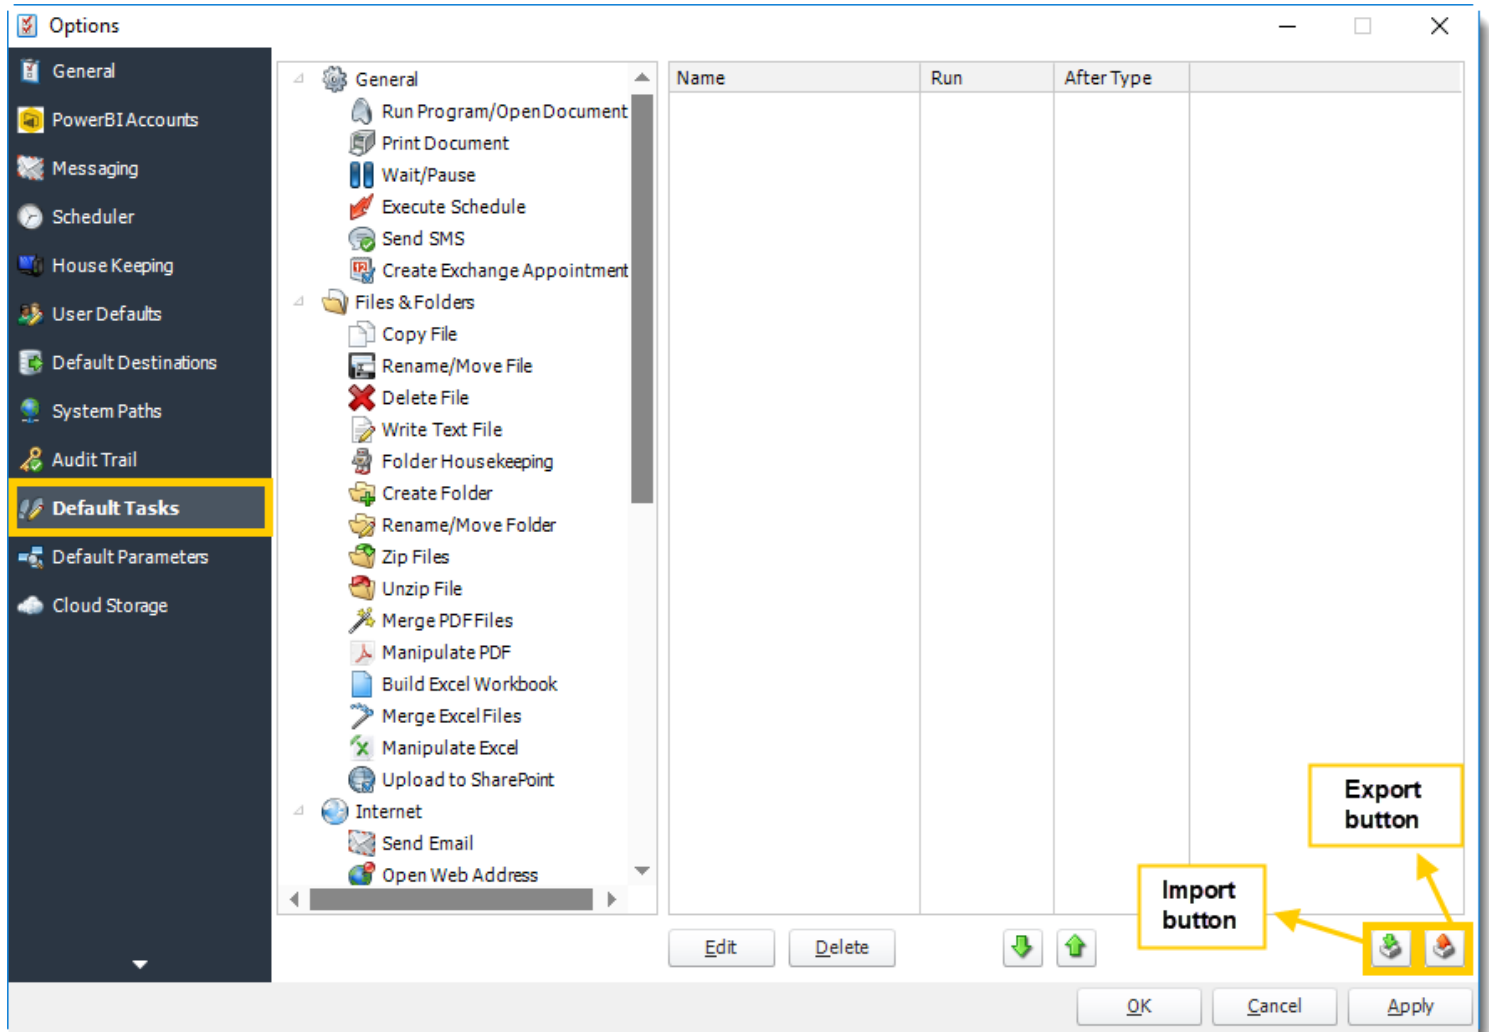 Options
General
PowerBI Accounts
Messaging
Scheduler
House Keeping
User Defaults
Default Destinations
System Paths
Audit Trail
Default Tasks
Default Parameters
Cloud Storage
General
Run Program/Open Document
Print Document
Wait/Pause
Execute Schedule
Send SMS
Create Exchange Appointment
Files & Folders
Copy File
Rename/Move File
Delete File
Write Text File
Folder Housekeeping
Create Folder
Rename/Move Folder
Zip Files
Unzip File
Merge PDF Files
Manipulate PDF
Build Excel Workbook
Merge Excel Files
Manipulate Excel
Upload to SharePoint
Internet
Send Email
Open Web Address
Name Run After Type
Export
button
Import
button
Edit Delete
OK Cancel Apply